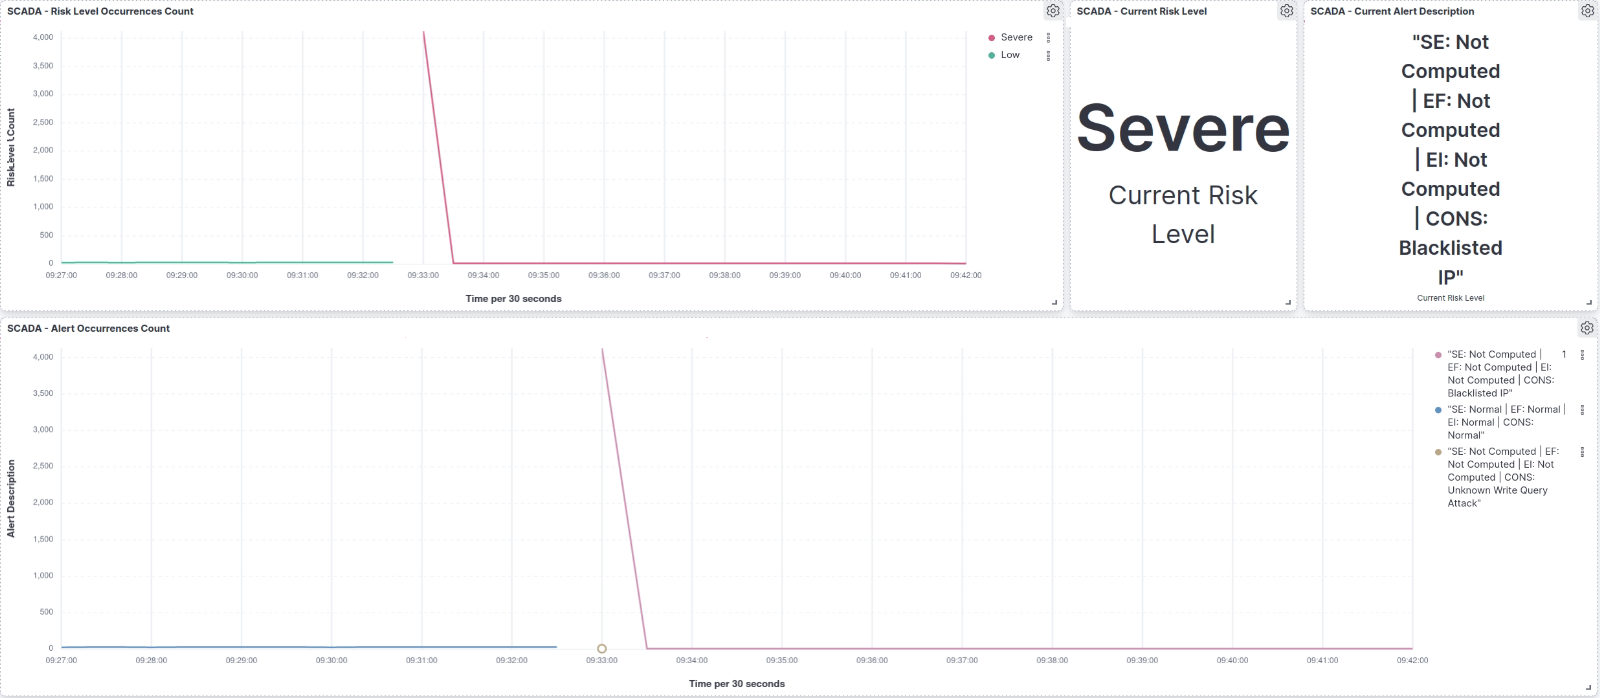 SCADA - Risk Level Occurrences Count
4,000
3,500
3,000
2,500
2,000
1,500
1,000
500
0
Risk Level Count
09:27:00 09:28:00 09:29:00 09:30:00 09:31:00 09:32:00 09:33:00 09:34:00 09:35:00 09:36:00 09:37:00 09:38:00 09:39:00 09:40:00 09:41:00 09:42:00
Time per 30 seconds
Severe
Low
SCADA - Current Risk Level
Severe
Current Risk
Level
SCADA - Current Alert Description
"SE: Not
Computed
| EF: Not
Computed
| EI: Not
Computed
| CONS:
Blacklisted
IP"
Current Risk Level
SCADA - Alert Occurrences Count
4,000
3,500
3,000
2,500
2,000
1,500
1,000
500
0
Alert Description
09:27:00 09:28:00 09:29:00 09:30:00 09:31:00 09:32:00 09:33:00 09:34:00 09:35:00 09:36:00 09:37:00 09:38:00 09:39:00 09:40:00 09:41:00 09:42:00
Time per 30 seconds
"SE: Not Computed | 1
EF: Not Computed | EI:
Not Computed | CONS:
Blacklisted IP"
"SE: Normal | EF: Normal |
EI: Normal | CONS:
Normal"
"SE: Not Computed | EF:
Not Computed | EI: Not
Computed | CONS:
Unknown Write Query
Attack"